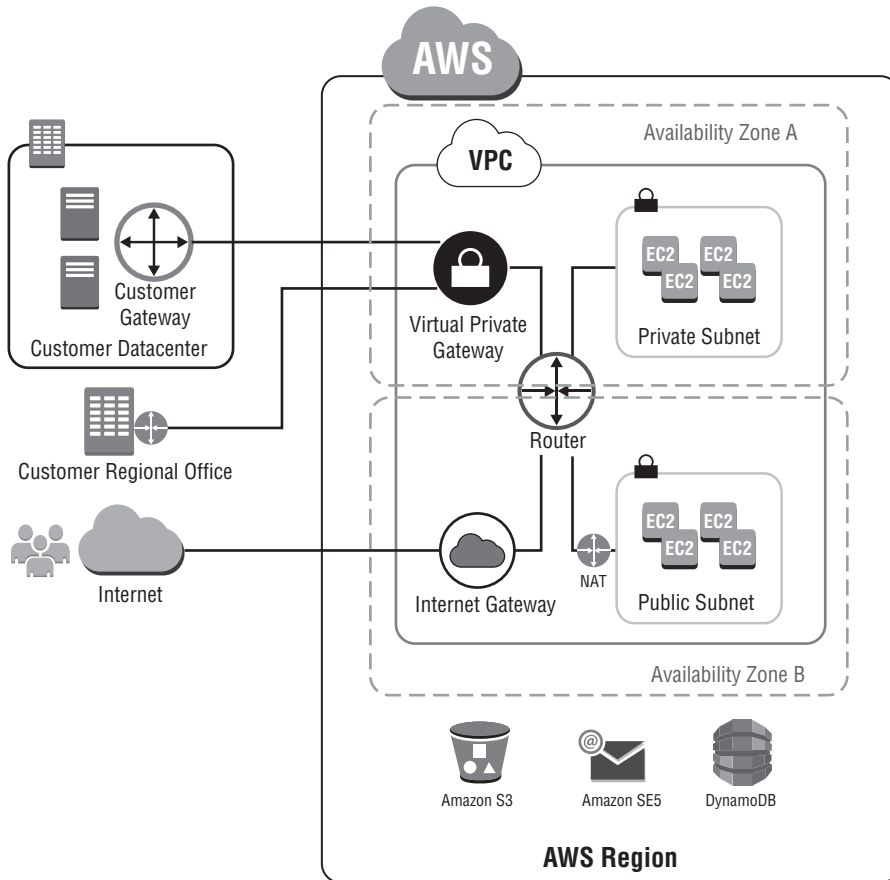 AWS
Availability Zone A
VPC
EC2
EC2
EC2
EC2
Private Subnet
Customer
Gateway
Customer Datacenter
Virtual Private
Gateway
Router
Customer Regional Office
EC2
EC2
EC2
EC2
NAT
Public Subnet
Internet
Internet Gateway
Availability Zone B
@
Amazon S3
Amazon SE5
DynamoDB
AWS Region